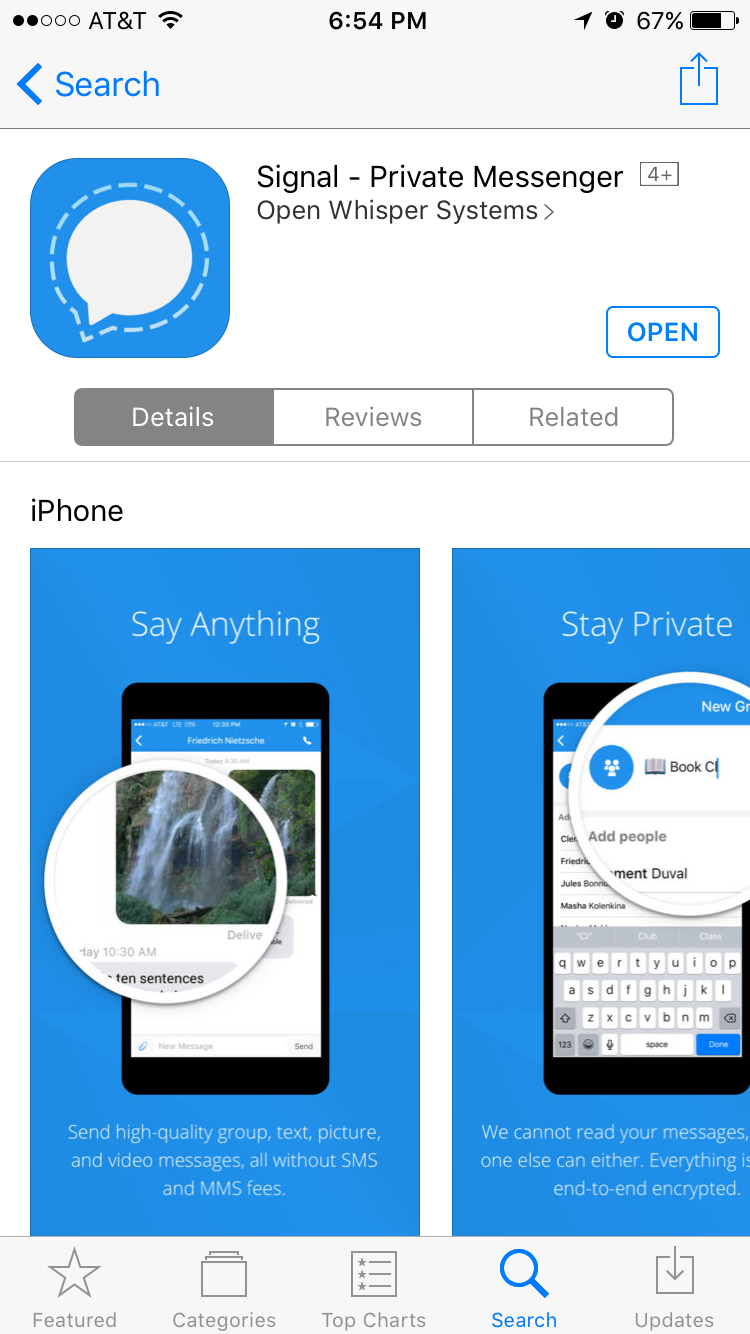 AT&T 6:54 PM 67%
Search
Signal - Private Messenger 4+
Open Whisper Systems
OPEN
Details Reviews Related
iPhone
Say Anything
AT&T LTE 12:30 PM
Friedrich Nietzsche
Today 9:30 AM
Delivered
Delive
day 10:30 AM
ten sentences
New Message Send
Send high-quality group, text, picture,
and video messages, all without SMS
and MMS fees.
Stay Private
AT&T
New Gr
Book Cl
Add people
ment Duval
Jules Bonno
Masha Kolenkina
"Cl" Club Class
q w e r t y u i o p
a s d f g h j k l
z x c v b n m
123 space Done
We cannot read your messages,
one else can either. Everything is
end-to-end encrypted.
Featured Categories Top Charts Search Updates